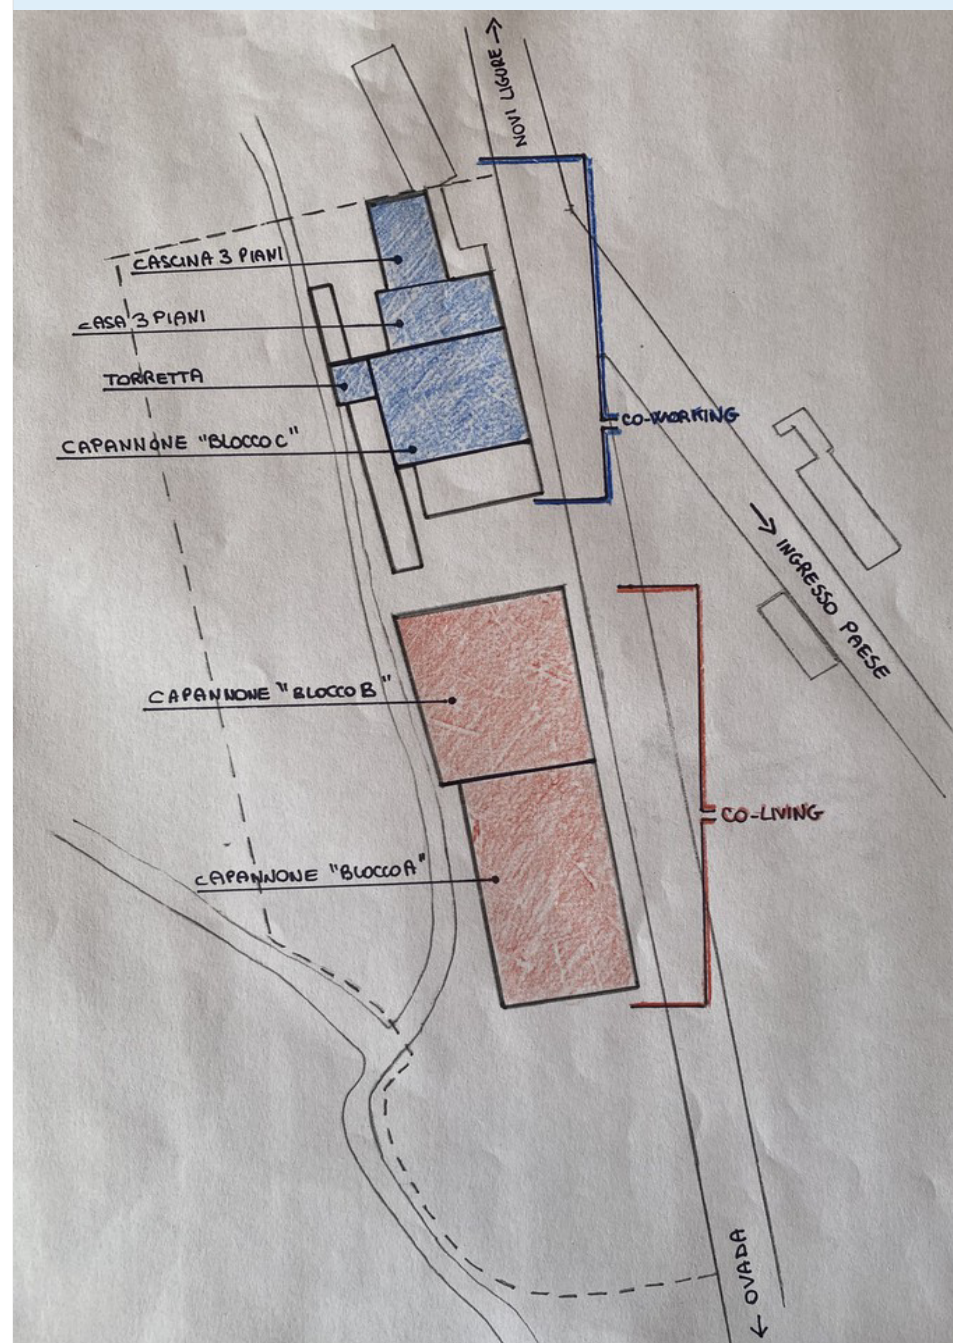 NOVI LIGURE →
CASCINA 3 PIANI
CASA 3 PIANI
TORRETTA
CAPANNONE "BLOCCO C"
CO-WORKING
→ INGRESSO PAESE
CAPANNONE "BLOCCO B"
CO-LIVING
CAPANNONE "BLOCCO A"
← OVADA